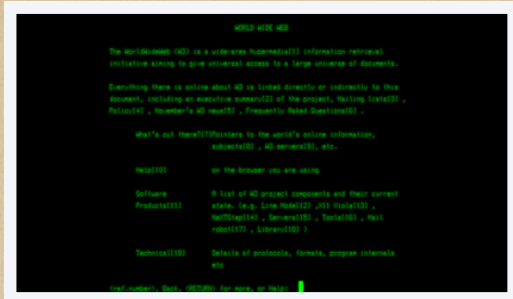 WORLD WIDE WEB
The WorldWideWeb (W3) is a wide-area hypermedia[1] information retrieval
initiative aiming to give universal access to a large universe of documents.
Everything there is online about W3 is linked directly or indirectly to this
document, including an executive summary[2] of the project, Mailing lists[3] ,
Policy[4] , November's W3 news[5] , Frequently Asked Questions[6] .
What's out there?[7]Pointers to the world's online information,
subjects[8] , W3 servers[9], etc.
Help[10] on the browser you are using
Software A list of W3 project components and their current
Products[11] state. (e.g. Line Mode[12] ,X11 Viola[13] ,
NeXTStep[14] , Servers[15] , Tools[16] , Mail
robot[17] , Library[18] )
Technical[19] Details of protocols, formats, program internals
etc
(ref.number), Back, (RETURN) for more, or Help: